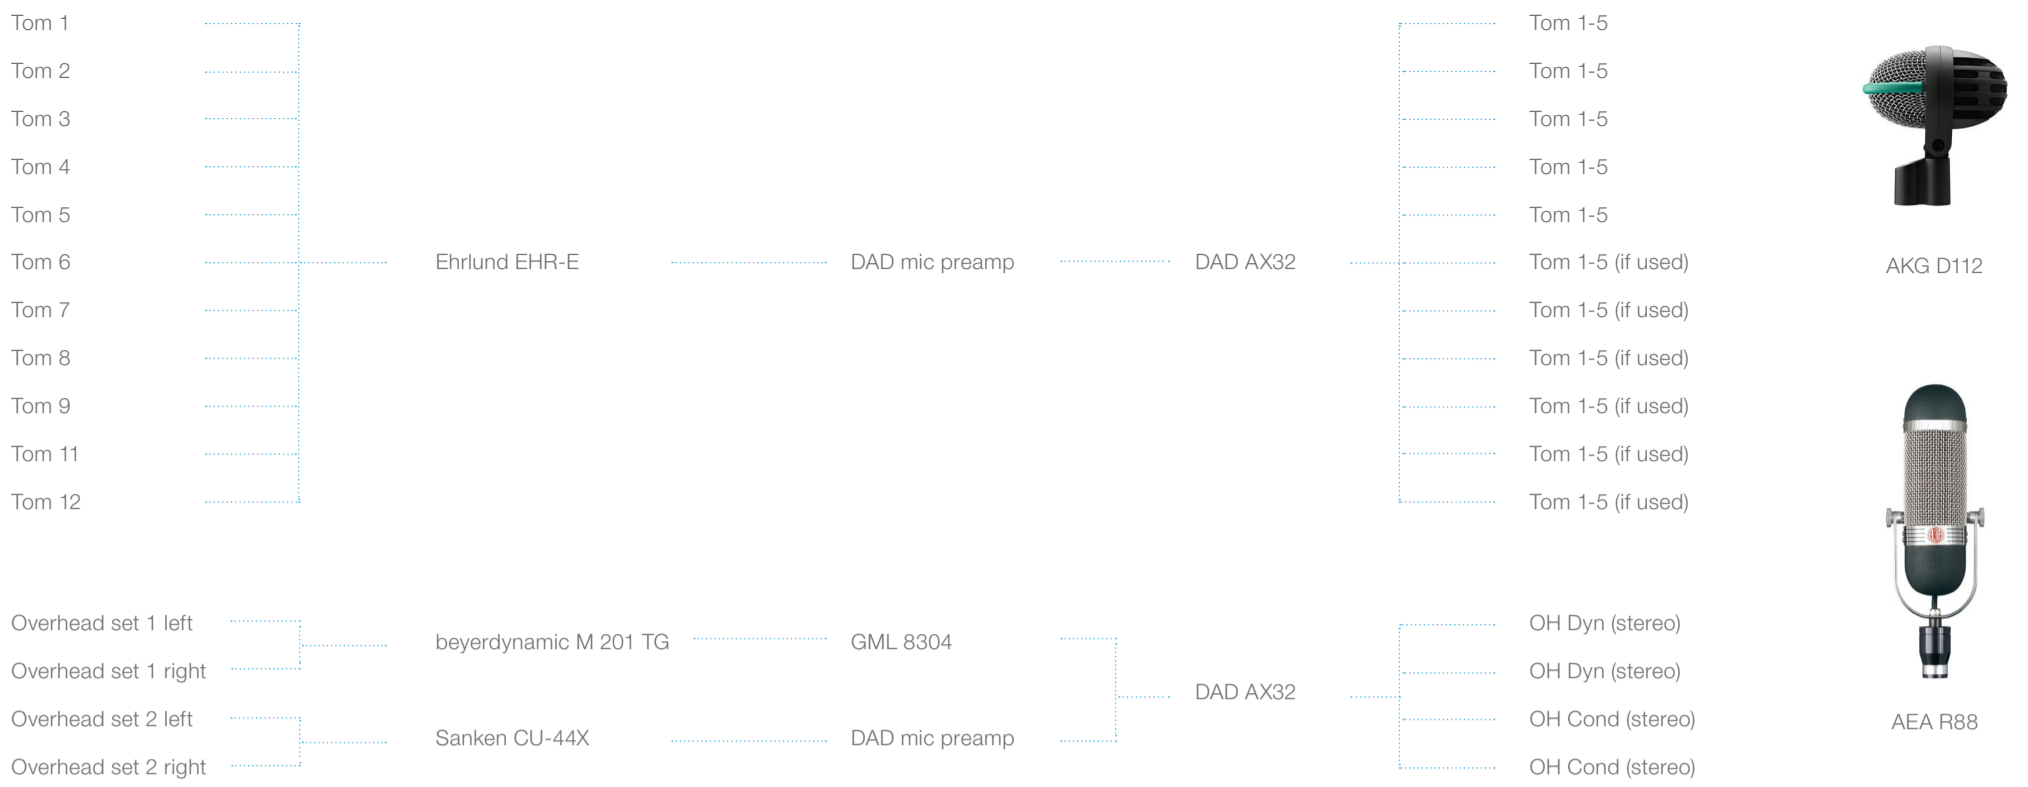 Tom 1
Tom 1-5
Tom 2
Tom 1-5
Tom 3
Tom 1-5
Tom 4
Tom 1-5
Tom 5
Tom 1-5
Tom 6
Ehrlund EHR-E
DAD mic preamp
DAD AX32
Tom 1-5 (if used)
AKG D112
Tom 7
Tom 1-5 (if used)
Tom 8
Tom 1-5 (if used)
Tom 9
Tom 1-5 (if used)
Tom 11
Tom 1-5 (if used)
Tom 12
Tom 1-5 (if used)
Overhead set 1 left
OH Dyn (stereo)
beyerdynamic M 201 TG
GML 8304
Overhead set 1 right
OH Dyn (stereo)
DAD AX32
Overhead set 2 left
OH Cond (stereo)
AEA R88
Sanken CU-44X
DAD mic preamp
Overhead set 2 right
OH Cond (stereo)